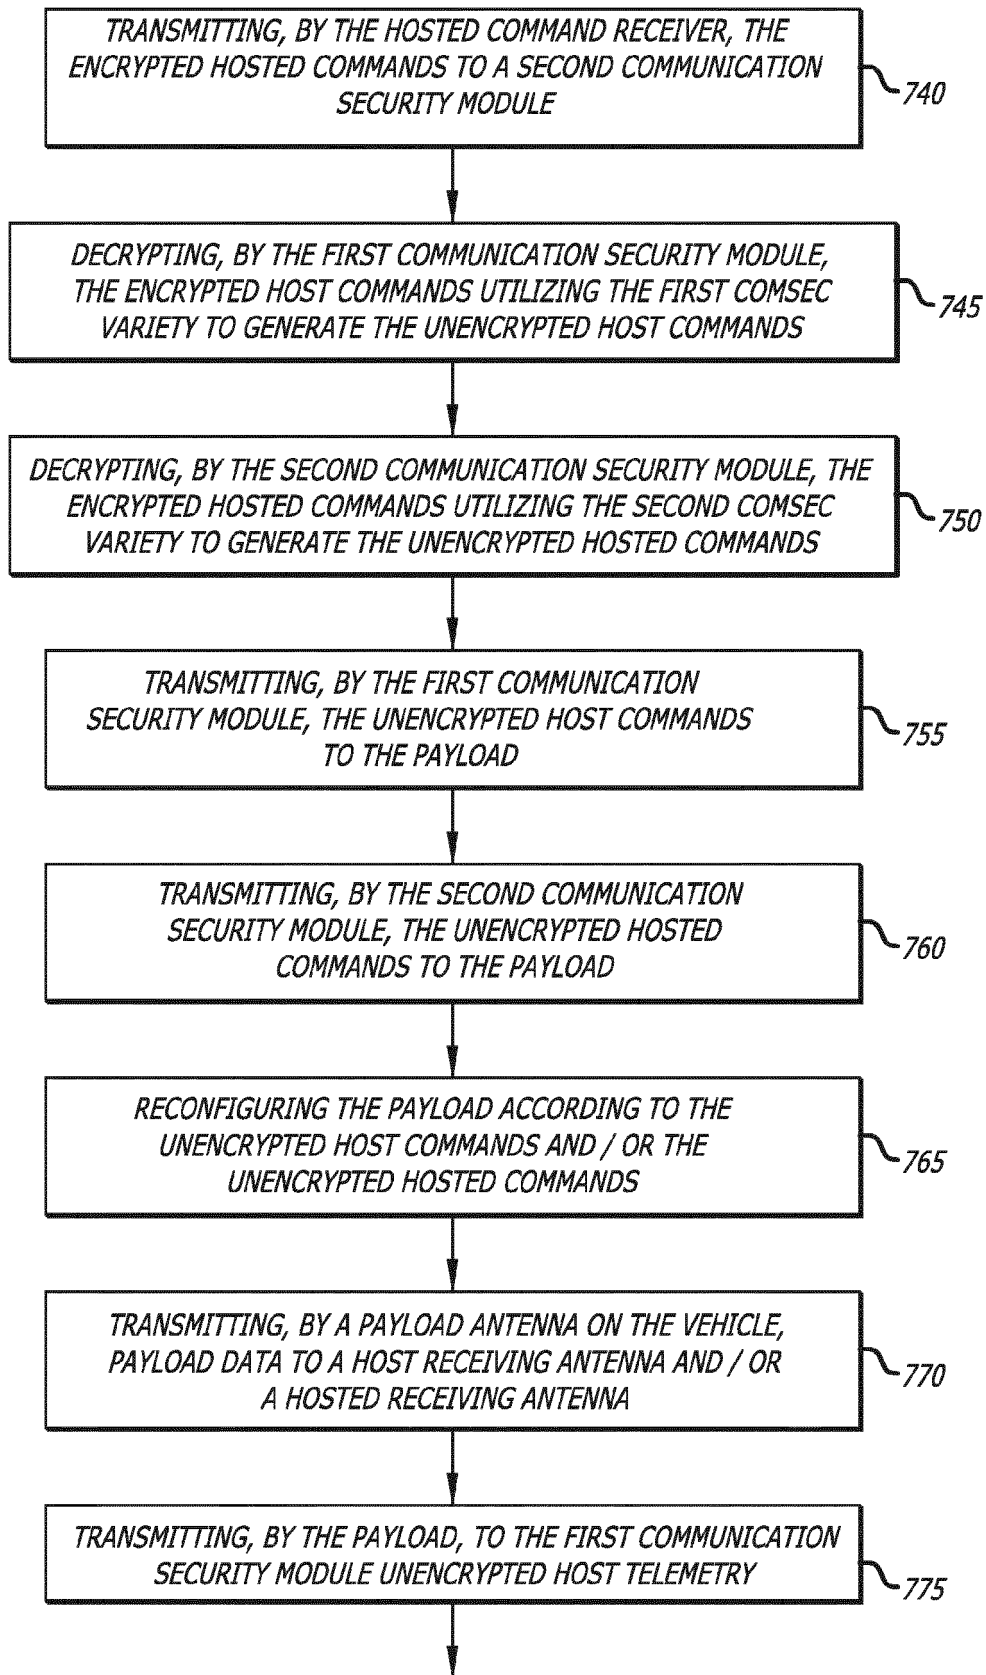 TRANSMITTING, BY THE HOSTED COMMAND RECEIVER, THE
ENCRYPTED HOSTED COMMANDS TO A SECOND COMMUNICATION
SECURITY MODULE
740
DECRYPTING, BY THE FIRST COMMUNICATION SECURITY MODULE,
THE ENCRYPTED HOST COMMANDS UTILIZING THE FIRST COMSEC
VARIETY TO GENERATE THE UNENCRYPTED HOST COMMANDS
745
DECRYPTING, BY THE SECOND COMMUNICATION SECURITY MODULE, THE
ENCRYPTED HOSTED COMMANDS UTILIZING THE SECOND COMSEC
VARIETY TO GENERATE THE UNENCRYPTED HOSTED COMMANDS
750
TRANSMITTING, BY THE FIRST COMMUNICATION
SECURITY MODULE, THE UNENCRYPTED HOST COMMANDS
TO THE PAYLOAD
755
TRANSMITTING, BY THE SECOND COMMUNICATION
SECURITY MODULE, THE UNENCRYPTED HOSTED
COMMANDS TO THE PAYLOAD
760
RECONFIGURING THE PAYLOAD ACCORDING TO THE
UNENCRYPTED HOST COMMANDS AND / OR THE
UNENCRYPTED HOSTED COMMANDS
765
TRANSMITTING, BY A PAYLOAD ANTENNA ON THE VEHICLE,
PAYLOAD DATA TO A HOST RECEIVING ANTENNA AND / OR
A HOSTED RECEIVING ANTENNA
770
TRANSMITTING, BY THE PAYLOAD, TO THE FIRST COMMUNICATION
SECURITY MODULE UNENCRYPTED HOST TELEMETRY
775